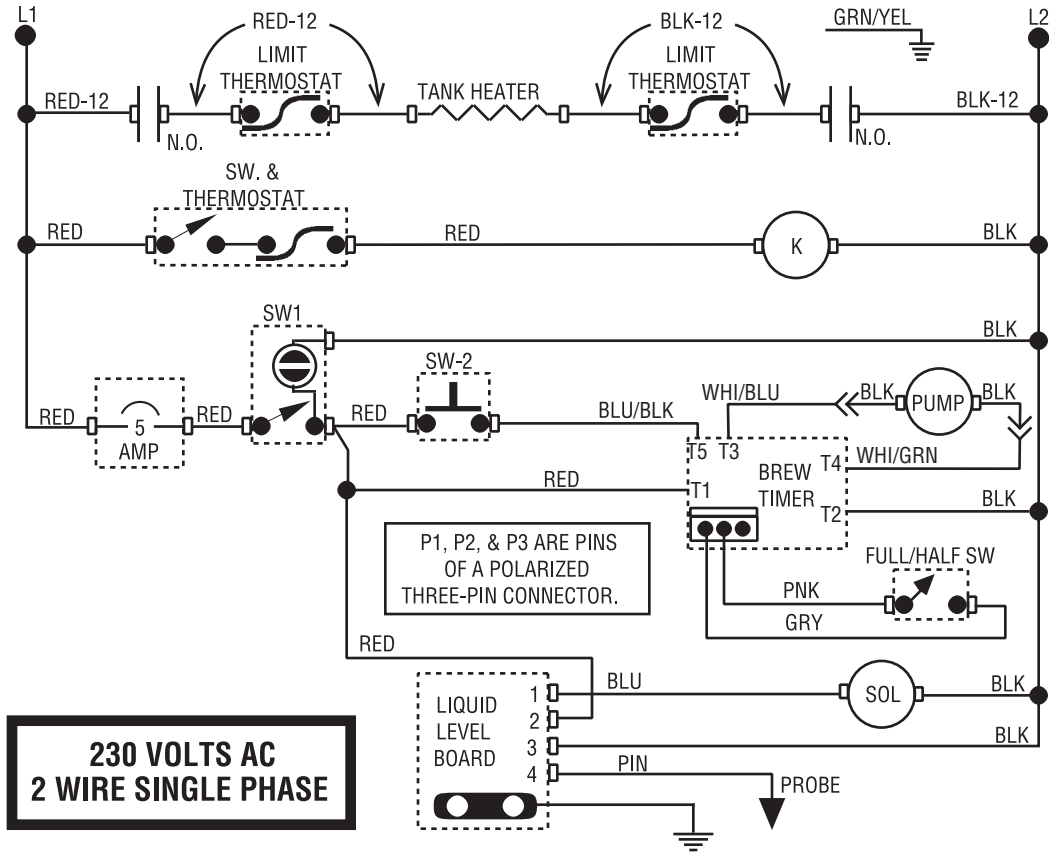 L1
RED-12
BLK-12
GRN/YEL
L2
LIMIT
THERMOSTAT
LIMIT
THERMOSTAT
RED-12
TANK HEATER
BLK-12
N.O.
N.O.
SW. &
THERMOSTAT
RED
RED
K
BLK
SW1
BLK
SW-2
RED
5
AMP
RED
RED
BLU/BLK
WHI/BLU
BLK
PUMP
BLK
T5
T3
T4
WHI/GRN
BREW
TIMER
RED
T1
T2
BLK
P1, P2, & P3 ARE PINS
OF A POLARIZED
THREE-PIN CONNECTOR.
FULL/HALF SW
PNK
GRY
RED
LIQUID
LEVEL
BOARD
1
2
3
4
BLU
SOL
BLK
BLK
PIN
PROBE
230 VOLTS AC
2 WIRE SINGLE PHASE